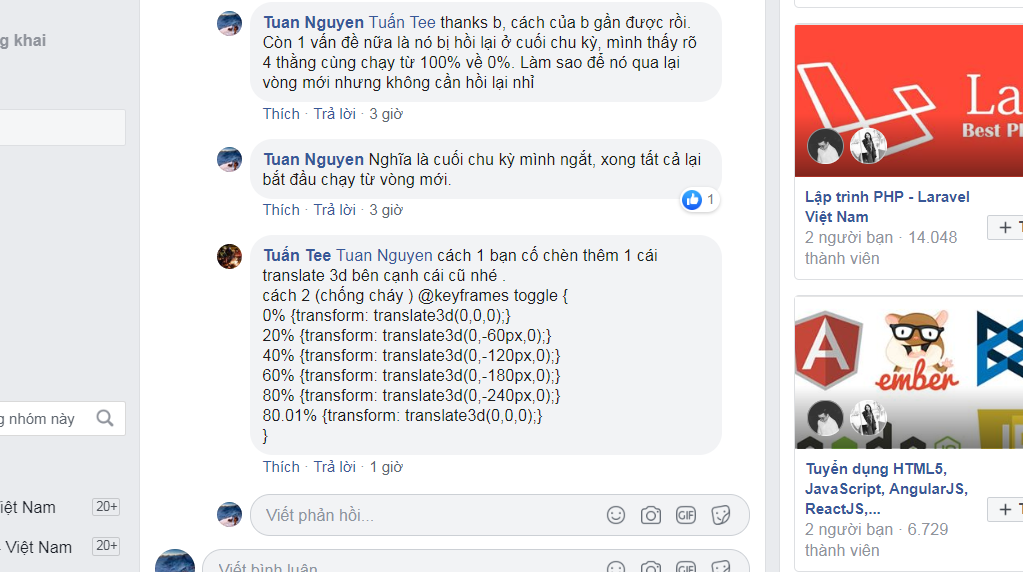 g khai
g nhóm này
iệt Nam 20+
Việt Nam 20+
Tuan Nguyen Tuấn Tee thanks b, cách của b gần được rồi.
Còn 1 vấn đề nữa là nó bị hồi lại ở cuối chu kỳ, mình thấy rõ
4 thằng cùng chạy từ 100% về 0%. Làm sao để nó qua lại
vòng mới nhưng không cần hồi lại nhỉ
Thích · Trả lời · 3 giờ
Tuan Nguyen Nghĩa là cuối chu kỳ mình ngắt, xong tất cả lại
bắt đầu chạy từ vòng mới.
1
Thích · Trả lời · 3 giờ
Tuấn Tee Tuan Nguyen cách 1 bạn cố chèn thêm 1 cái
translate 3d bên cạnh cái cũ nhé .
cách 2 (chống cháy ) @keyframes toggle {
0% {transform: translate3d(0,0,0);}
20% {transform: translate3d(0,-60px,0);}
40% {transform: translate3d(0,-120px,0);}
60% {transform: translate3d(0,-180px,0);}
80% {transform: translate3d(0,-240px,0);}
80.01% {transform: translate3d(0,0,0);}
}
Thích · Trả lời · 1 giờ
Viết phản hồi...
GIF
Viết bình luận
GIF
La
Best P
Lập trình PHP - Laravel
Việt Nam
2 người bạn · 14.048
thành viên
+ T
A
ember
Tuyển dụng HTML5,
JavaScript, AngularJS,
ReactJS,...
2 người bạn · 6.729
thành viên
+ T